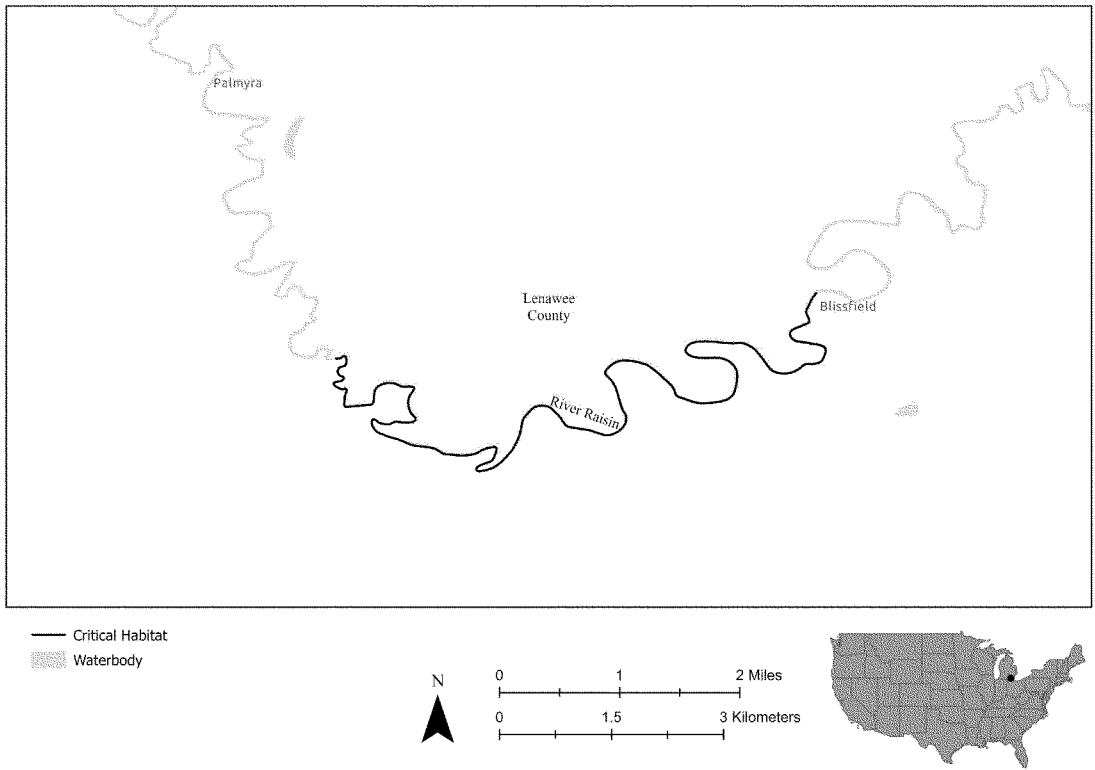 Palmyra
Lenawee
County
Blissfield
River Raisin
Critical Habitat
Waterbody
N
0 1 2 Miles
0 1.5 3 Kilometers